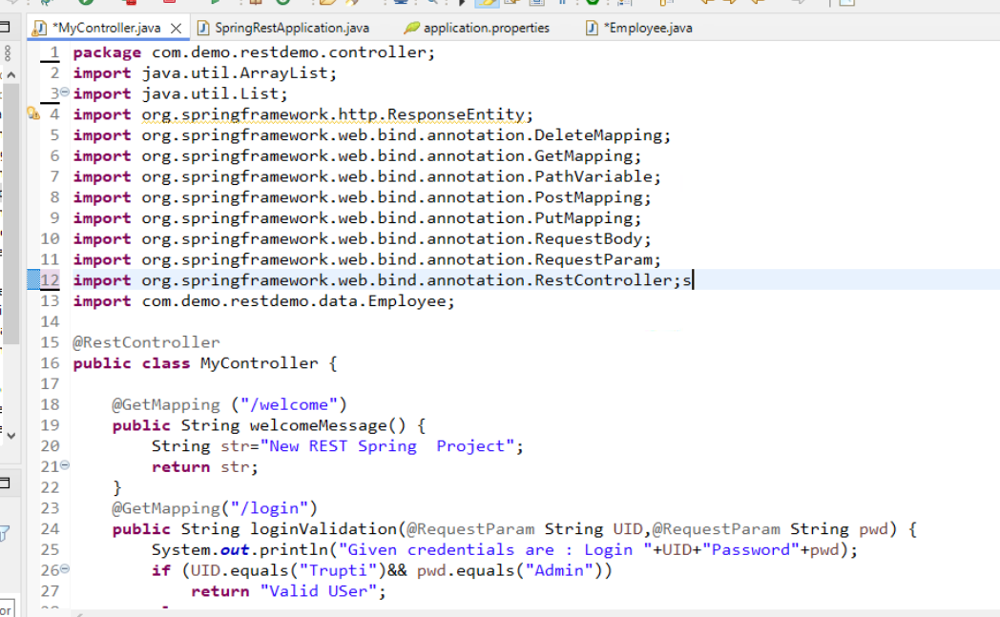 *MyController.java
SpringRestApplication.java
application.properties
*Employee.java
1 package com.demo.restdemo.controller;
2 import java.util.ArrayList;
3 import java.util.List;
4 import org.springframework.http.ResponseEntity;
5 import org.springframework.web.bind.annotation.DeleteMapping;
6 import org.springframework.web.bind.annotation.GetMapping;
7 import org.springframework.web.bind.annotation.PathVariable;
8 import org.springframework.web.bind.annotation.PostMapping;
9 import org.springframework.web.bind.annotation.PutMapping;
10 import org.springframework.web.bind.annotation.RequestBody;
11 import org.springframework.web.bind.annotation.RequestParam;
12 import org.springframework.web.bind.annotation.RestController;s
13 import com.demo.restdemo.data.Employee;
14
15 @RestController
16 public class MyController {
17
18 @GetMapping ("/welcome")
19 public String welcomeMessage() {
20 String str="New REST Spring  Project";
21 return str;
22 }
23 @GetMapping("/login")
24 public String loginValidation(@RequestParam String UID,@RequestParam String pwd) {
25 System.out.println("Given credentials are : Login "+UID+"Password"+pwd);
26 if (UID.equals("Trupti")&& pwd.equals("Admin"))
27 return "Valid USer";